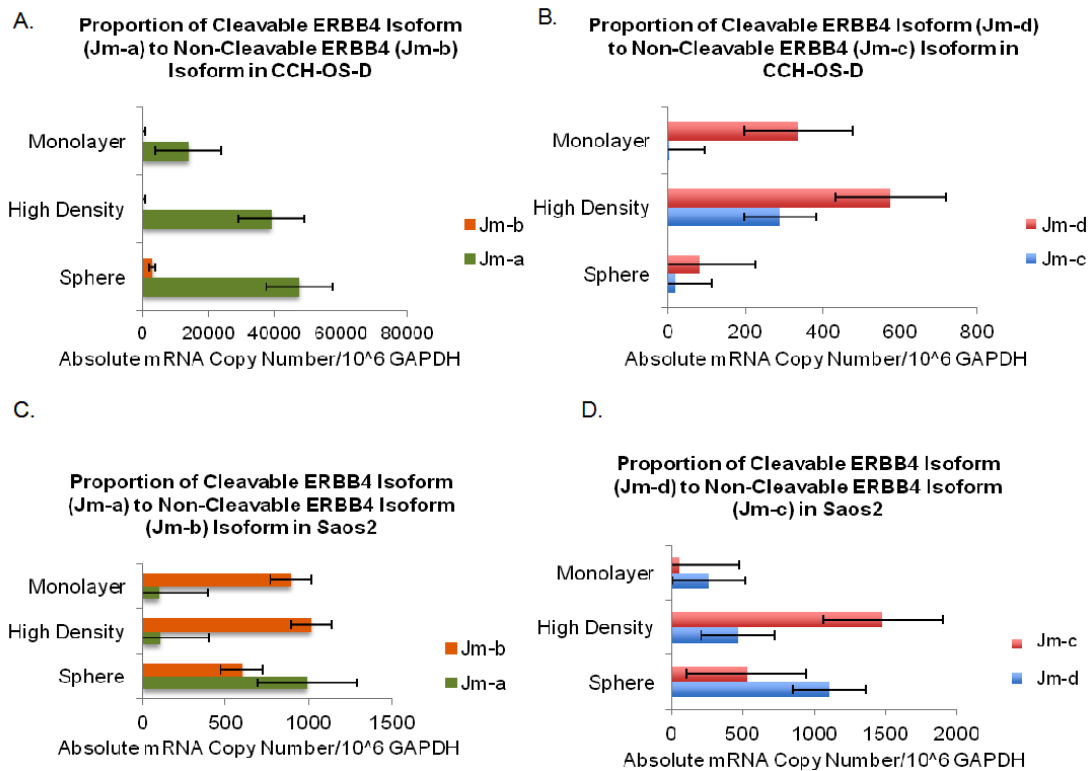 A.
Proportion of Cleavable ERBB4 Isoform
(Jm-a) to Non-Cleavable ERBB4 (Jm-b)
Isoform in CCH-OS-D
Monolayer
High Density
Sphere
Jm-b
Jm-a
0 20000 40000 60000 80000
Absolute mRNA Copy Number/10^6 GAPDH
B.
Proportion of Cleavable ERBB4 Isoform (Jm-d)
to Non-Cleavable ERBB4 (Jm-c) Isoform in
CCH-OS-D
Monolayer
High Density
Sphere
Jm-d
Jm-c
0 200 400 600 800
Absolute mRNA Copy Number/10^6 GAPDH
C.
Proportion of Cleavable ERBB4 Isoform
(Jm-a) to Non-Cleavable ERBB4 Isoform
(Jm-b) Isoform in Saos2
Monolayer
High Density
Sphere
Jm-b
Jm-a
0 500 1000 1500
Absolute mRNA Copy Number/10^6 GAPDH
D.
Proportion of Cleavable ERBB4 Isoform
(Jm-d) to Non-Cleavable ERBB4 Isoform
(Jm-c) in Saos2
Monolayer
High Density
Sphere
Jm-c
Jm-d
0 500 1000 1500 2000
Absolute mRNA Copy Number/10^6 GAPDH